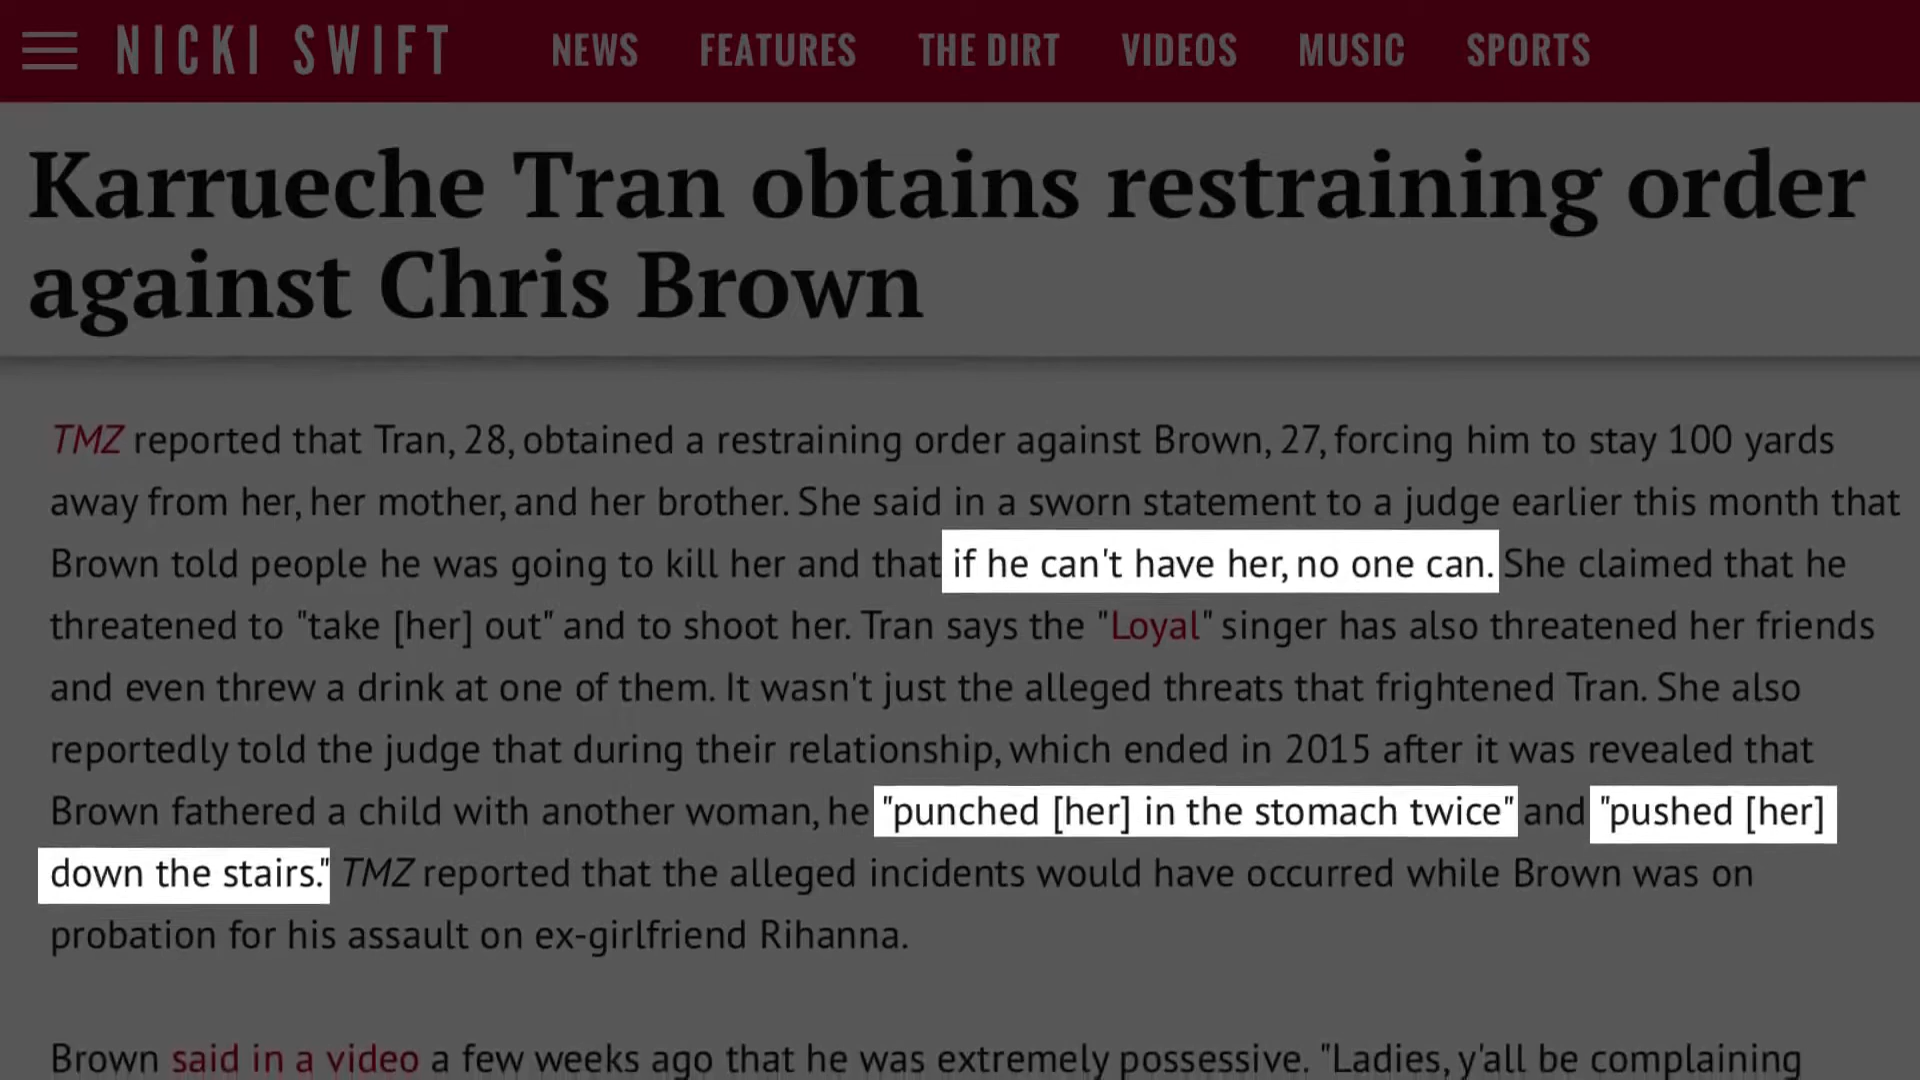 NICKI SWIFT NEWS FEATURES THE DIRT VIDEOS MUSIC SPORTS
Karrueche Tran obtains restraining order
against Chris Brown
TMZ reported that Tran, 28, obtained a restraining order against Brown, 27, forcing him to stay 100 yards
away from her, her mother, and her brother. She said in a sworn statement to a judge earlier this month that
Brown told people he was going to kill her and that if he can't have her, no one can. She claimed that he
threatened to "take [her] out" and to shoot her. Tran says the "Loyal" singer has also threatened her friends
and even threw a drink at one of them. It wasn't just the alleged threats that frightened Tran. She also
reportedly told the judge that during their relationship, which ended in 2015 after it was revealed that
Brown fathered a child with another woman, he "punched [her] in the stomach twice" and "pushed [her]
down the stairs." TMZ reported that the alleged incidents would have occurred while Brown was on
probation for his assault on ex-girlfriend Rihanna.
Brown said in a video a few weeks ago that he was extremely possessive. "Ladies, y'all be complaining